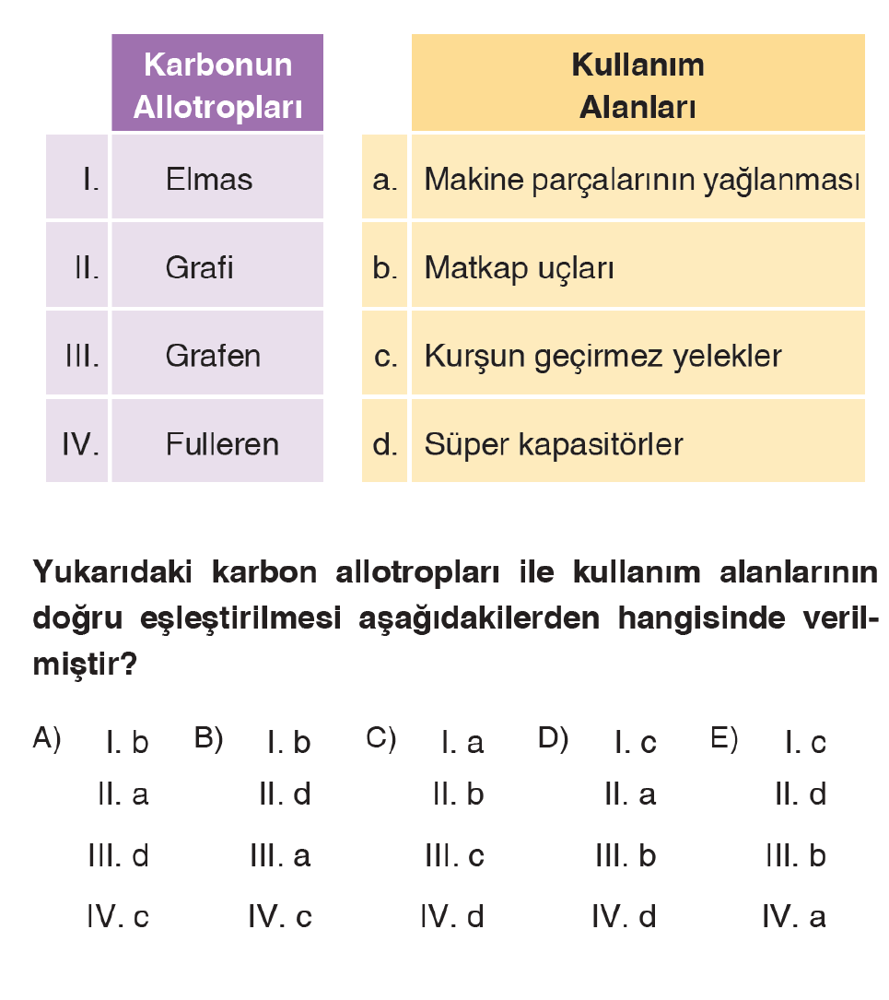 Karbonun
Allotropları
Kullanım
Alanları
I. Elmas a. Makine parçalarının yağlanması
II. Grafi b. Matkap uçları
III. Grafen c. Kurşun geçirmez yelekler
IV. Fulleren d. Süper kapasitörler
Yukarıdaki karbon allotropları ile kullanım alanlarının
doğru eşleştirilmesi aşağıdakilerden hangisinde veril-
miştir?
A) I. b B) I. b C) I. a D) I. c E) I. c
II. a II. d II. b II. a II. d
III. d III. a III. c III. b III. b
IV. c IV. c IV. d IV. d IV. a